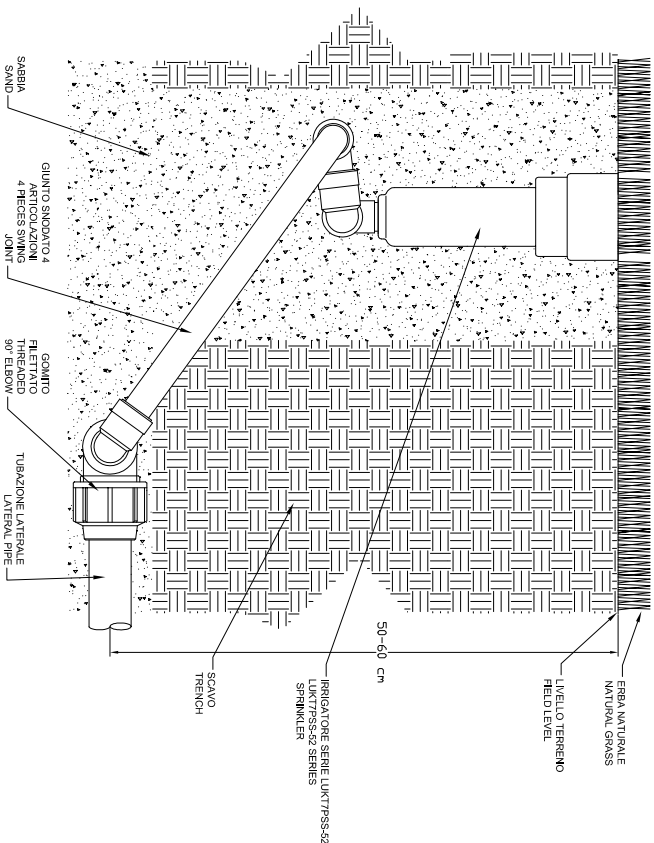 ERBA NATURALE
NATURAL GRASS
LIVELLO TERRENO
FIELD LEVEL
50-60 cm
IRRIGATORE SERIE LUKT7PSS-52
LUKT7PSS-52 SERIES
SPRINKLER
SCAVO
TRENCH
SABBIA
SAND
GIUNTO SNODATO 4
ARTICOLAZIONI
4 PIECES SWING
JOINT
GOMITO
FILETTATO
THREADED
90° ELBOW
TUBAZIONE LATERALE
LATERAL PIPE